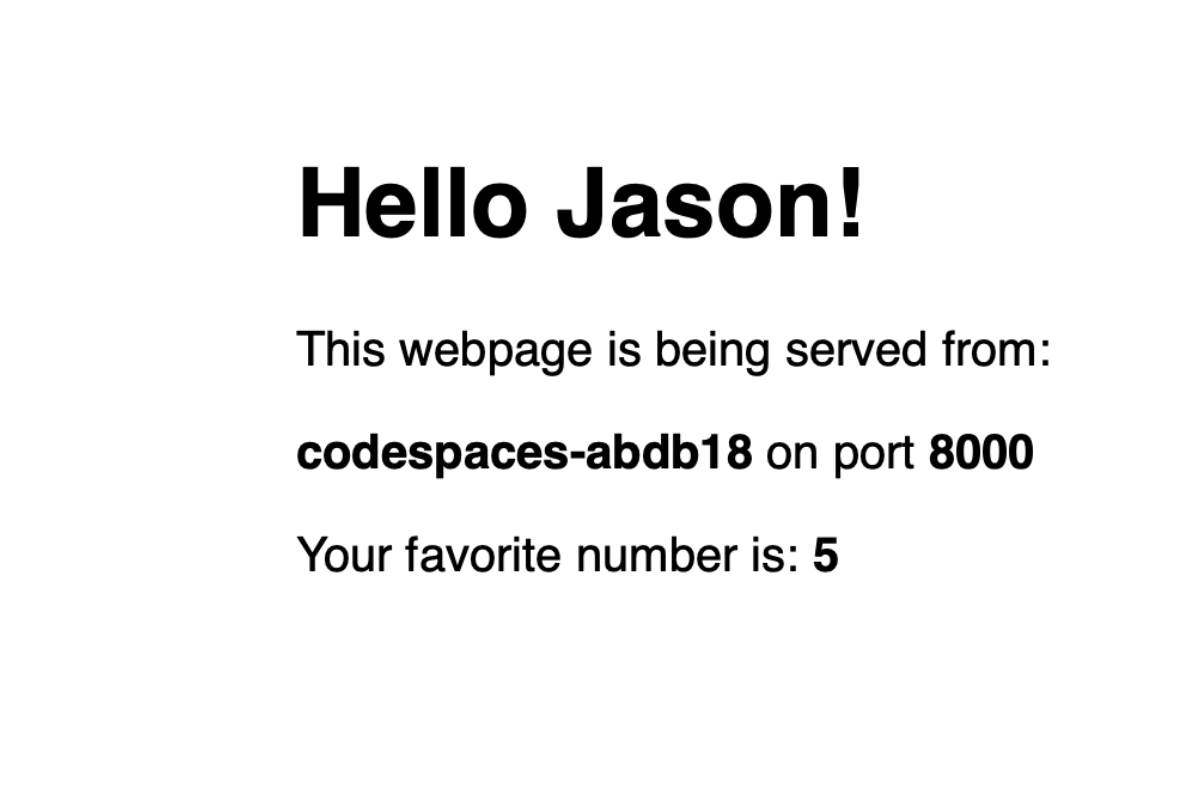 Hello Jason!
This webpage is being served from:
codespaces-abdb18 on port 8000
Your favorite number is: 5